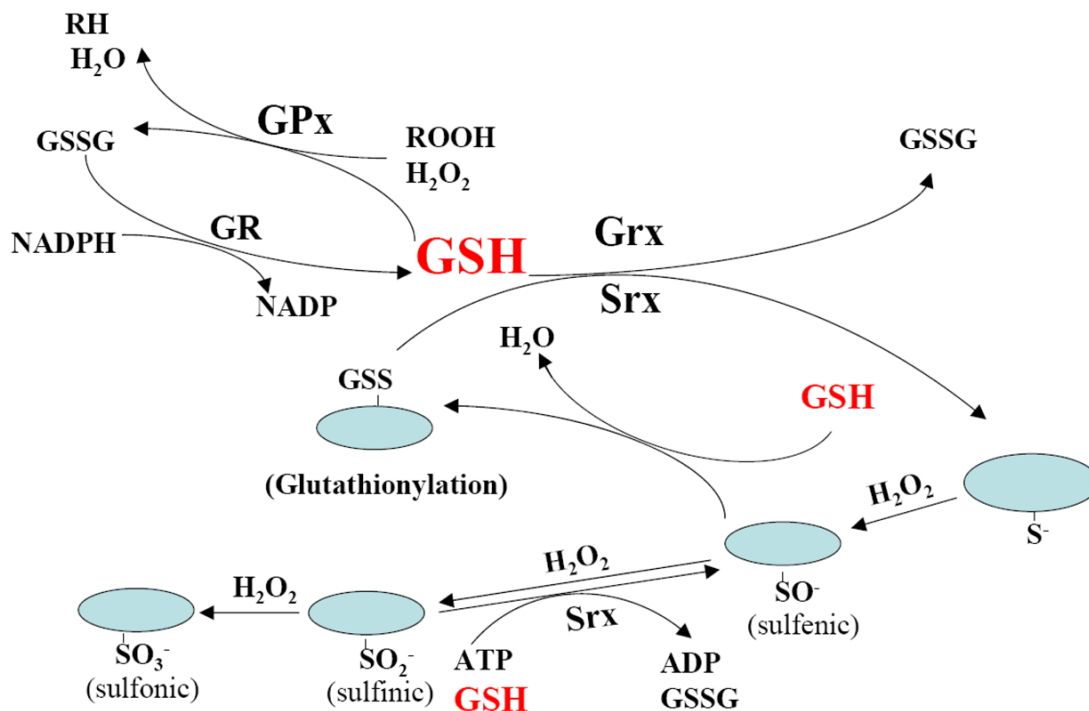 RH
H₂O
GPx
GSSG
ROOH
H₂O₂
GSSG
NADPH
GR
GSH
Grx
NADP
Srx
H₂O
GSS
GSH
(Glutathionylation)
H₂O₂
S⁻
H₂O₂
H₂O₂
SO⁻
(sulfenic)
Srx
SO₃⁻
(sulfonic)
SO₂⁻
(sulfinic)
ATP
GSH
ADP
GSSG